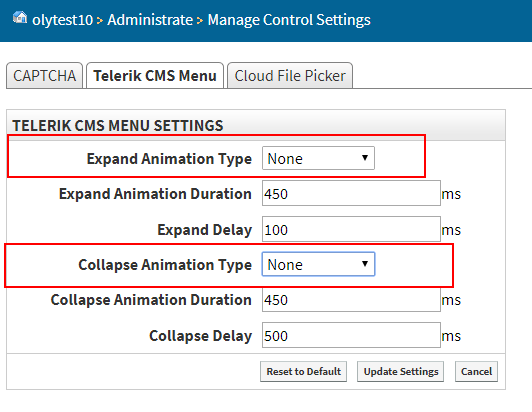 olytest10 > Administrate > Manage Control Settings
CAPTCHA Telerik CMS Menu Cloud File Picker
TELERIK CMS MENU SETTINGS
Expand Animation Type None
Expand Animation Duration 450 ms
Expand Delay 100 ms
Collapse Animation Type None
Collapse Animation Duration 450 ms
Collapse Delay 500 ms
Reset to Default Update Settings Cancel